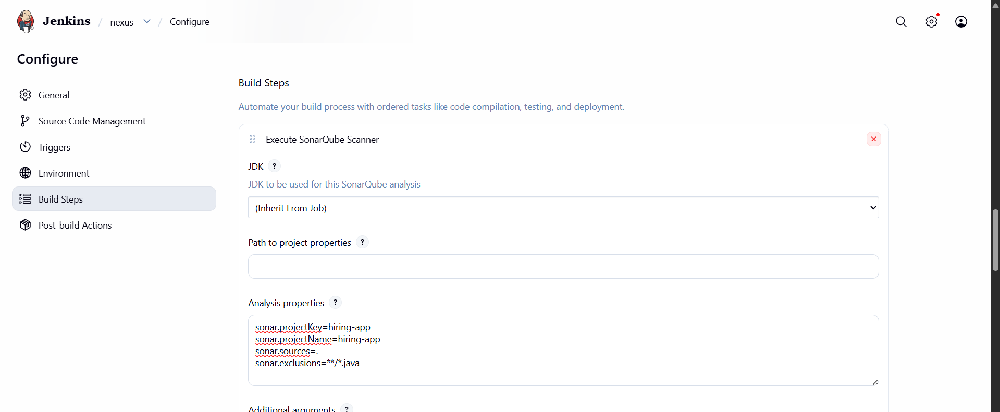 Jenkins / nexus / Configure
Configure
General
Source Code Management
Triggers
Environment
Build Steps
Post-build Actions
Build Steps
Automate your build process with ordered tasks like code compilation, testing, and deployment.
Execute SonarQube Scanner
JDK ?
JDK to be used for this SonarQube analysis
(Inherit From Job)
Path to project properties ?
Analysis properties ?
sonar.projectKey=hiring-app
sonar.projectName=hiring-app
sonar.sources=.
sonar.exclusions=**/*.java
Additional arguments ?